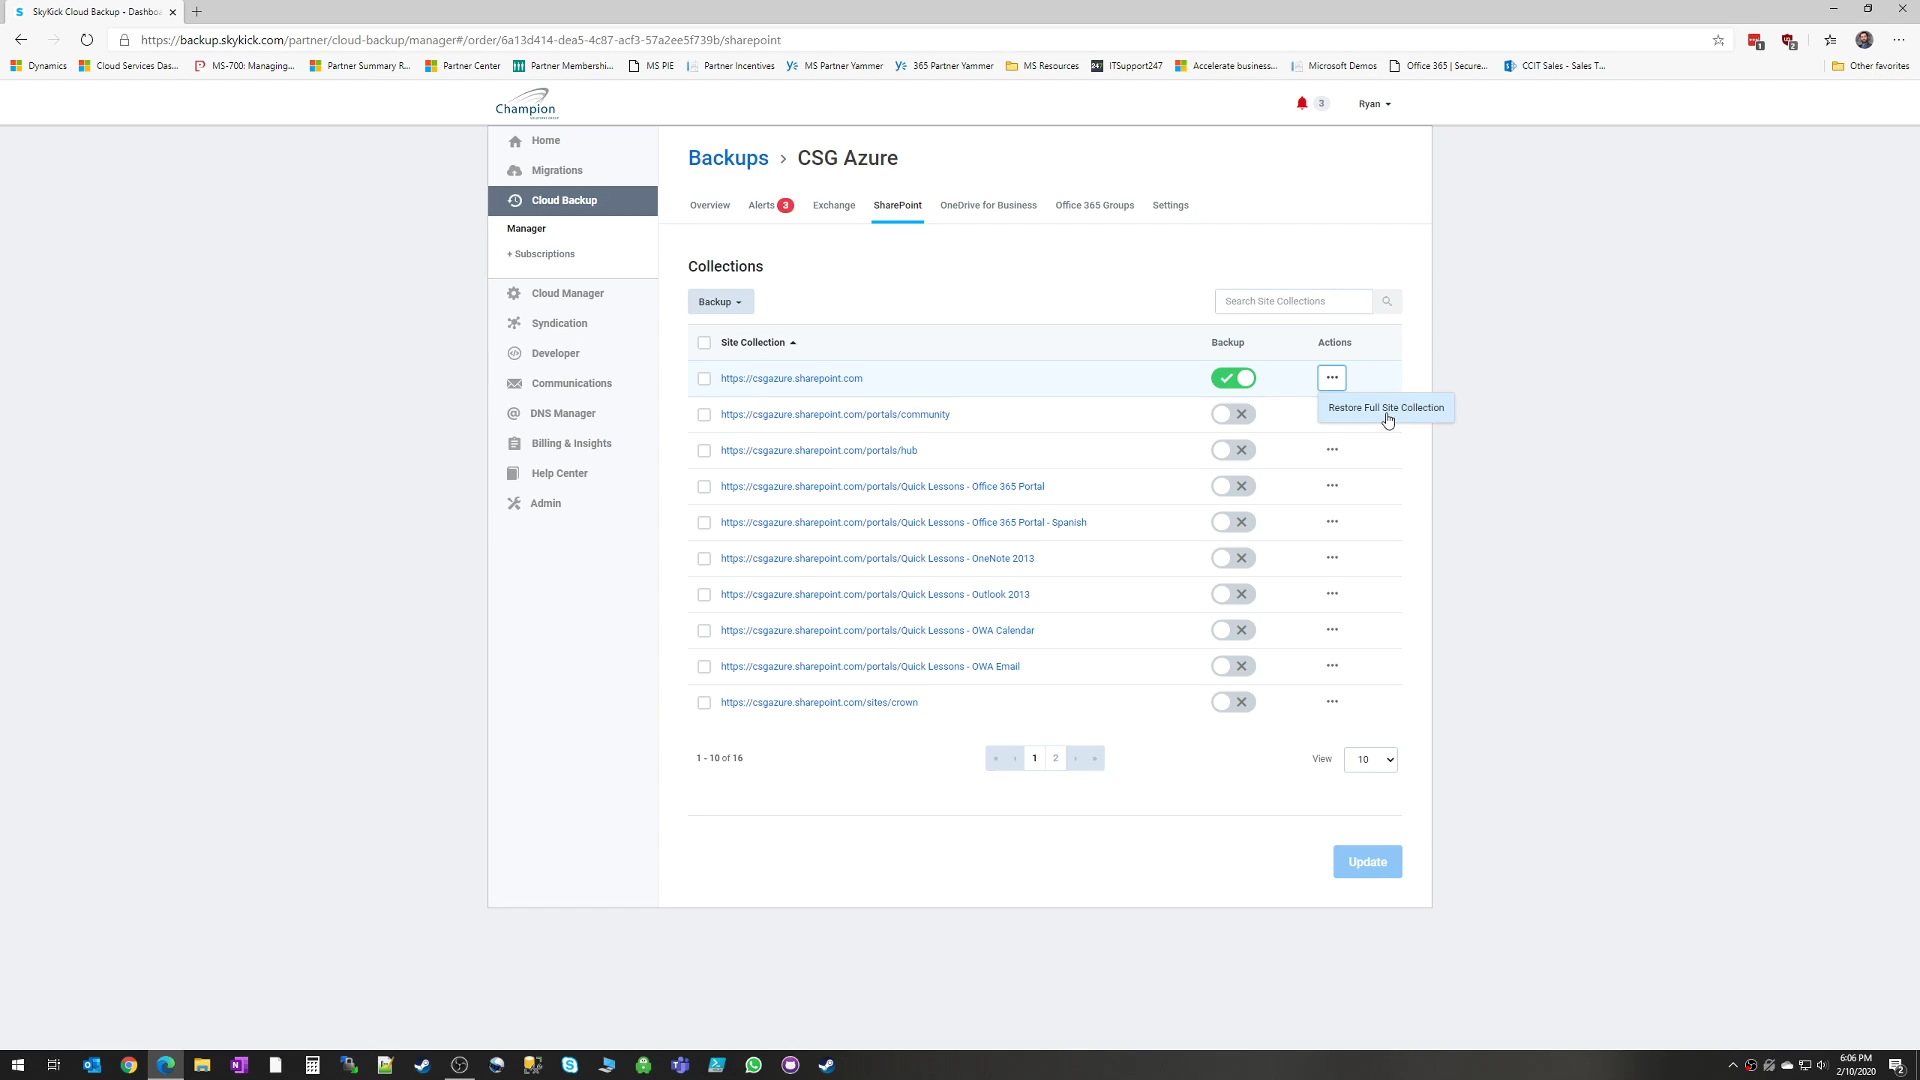 SkyKick Cloud Backup - Dashboa
https://backup.skykick.com/partner/cloud-backup/manager#/order/6a13d414-dea5-4c87-acf3-57a2ee5f739b/sharepoint
1
2
Dynamics
Cloud Services Das...
MS-700: Managing...
Partner Summary R...
Partner Center
Partner Membershi...
MS PIE
Partner Incentives
MS Partner Yammer
365 Partner Yammer
MS Resources
247 ITSupport247
Accelerate business...
Microsoft Demos
Office 365 | Secure...
CCIT Sales - Sales T...
Other favorites
Champion
3
Ryan
Home
Migrations
Cloud Backup
Manager
+ Subscriptions
Cloud Manager
Syndication
Developer
Communications
DNS Manager
Billing & Insights
Help Center
Admin
Backups › CSG Azure
Overview
Alerts 3
Exchange
SharePoint
OneDrive for Business
Office 365 Groups
Settings
Collections
Backup
Search Site Collections
Site Collection
Backup
Actions
https://csgazure.sharepoint.com
Restore Full Site Collection
https://csgazure.sharepoint.com/portals/community
https://csgazure.sharepoint.com/portals/hub
https://csgazure.sharepoint.com/portals/Quick Lessons - Office 365 Portal
https://csgazure.sharepoint.com/portals/Quick Lessons - Office 365 Portal - Spanish
https://csgazure.sharepoint.com/portals/Quick Lessons - OneNote 2013
https://csgazure.sharepoint.com/portals/Quick Lessons - Outlook 2013
https://csgazure.sharepoint.com/portals/Quick Lessons - OWA Calendar
https://csgazure.sharepoint.com/portals/Quick Lessons - OWA Email
https://csgazure.sharepoint.com/sites/crown
1 - 10 of 16
« ‹ 1 2 › »
View 10
Update
6:06 PM
2/10/2020
2